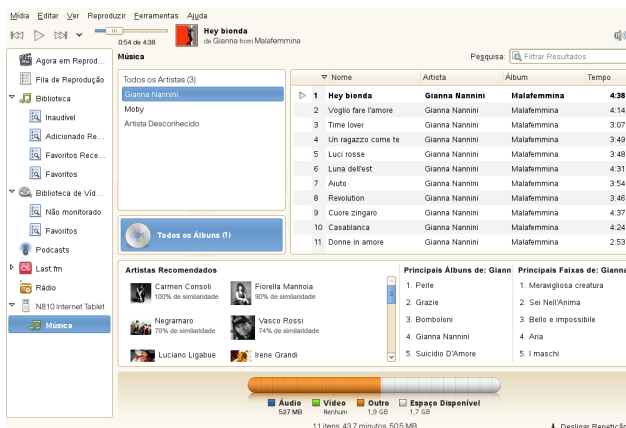 Mídia Editar Ver Reproduzir Ferramentas Ajuda
Hey bionda
0:54 de 4:38 de Gianna from Malafemmina
Agora em Reprod...
Fila de Reprodução
Biblioteca
Inaudível
Adicionado Re...
Favoritos Rece...
Favoritos
Biblioteca de Víd...
Não monitorado
Favoritos
Podcasts
Last.fm
Rádio
N810 Internet Tablet
Música
Música
Pesquisa: Filtrar Resultados
Todos os Artistas (3)
Gianna Nannini
Moby
Artista Desconhecido
Todos os Álbuns (1)
Nome Artista Álbum Tempo
1 Hey bionda Gianna Nannini Malafemmina 4:38
2 Voglio fare l'amore Gianna Nannini Malafemmina 4:14
3 Time lover Gianna Nannini Malafemmina 3:07
4 Un ragazzo come te Gianna Nannini Malafemmina 3:49
5 Luci rosse Gianna Nannini Malafemmina 3:48
6 Luna dell'est Gianna Nannini Malafemmina 4:31
7 Aiuto Gianna Nannini Malafemmina 3:54
8 Revolution Gianna Nannini Malafemmina 3:46
9 Cuore zingaro Gianna Nannini Malafemmina 4:37
10 Casablanca Gianna Nannini Malafemmina 4:24
11 Donne in amore Gianna Nannini Malafemmina 2:53
Artistas Recomendados
Carmen Consoli
100% de similaridade
Fiorella Mannoia
90% de similaridade
Negramaro
78% de similaridade
Vasco Rossi
74% de similaridade
Luciano Ligabue
Irene Grandi
Principais Álbuns de: Giann
1. Perle
2. Grazie
3. Bomboloni
4. Gianna Nannini
5. Suicidio D'Amore
Principais Faixas de: Gianna
1. Meravigliosa creatura
2. Sei Nell'Anima
3. Bello e impossibile
4. Aria
5. I maschi
Áudio Vídeo Outro Espaço Disponível
527 MB Nenhum 1,9 GB 1,7 GB
11 itens, 43,7 minutos, 50,5 MB
Desligar Repetição